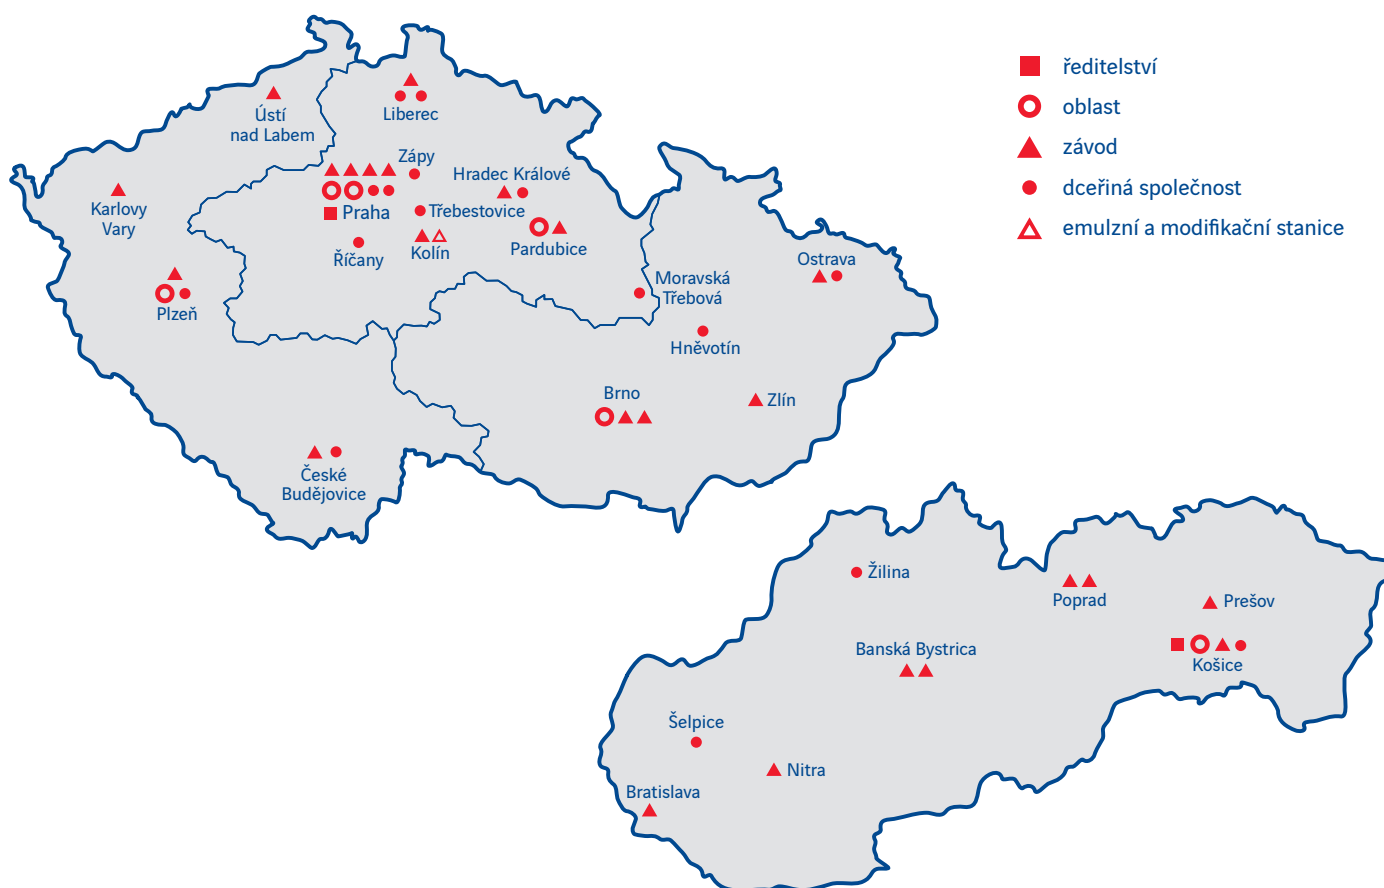 ředitelství
oblast
závod
dceřiná společnost
emulzní a modifikační stanice
Liberec
Ústí
nad Labem
Zápy
Hradec Králové
Karlovy
Vary
Praha
Třebestovice
Pardubice
Kolín
Říčany
Ostrava
Moravská
Třebová
Plzeň
Hněvotín
Brno
Zlín
České
Budějovice
Žilina
Poprad
Prešov
Banská Bystrica
Košice
Šelpice
Nitra
Bratislava